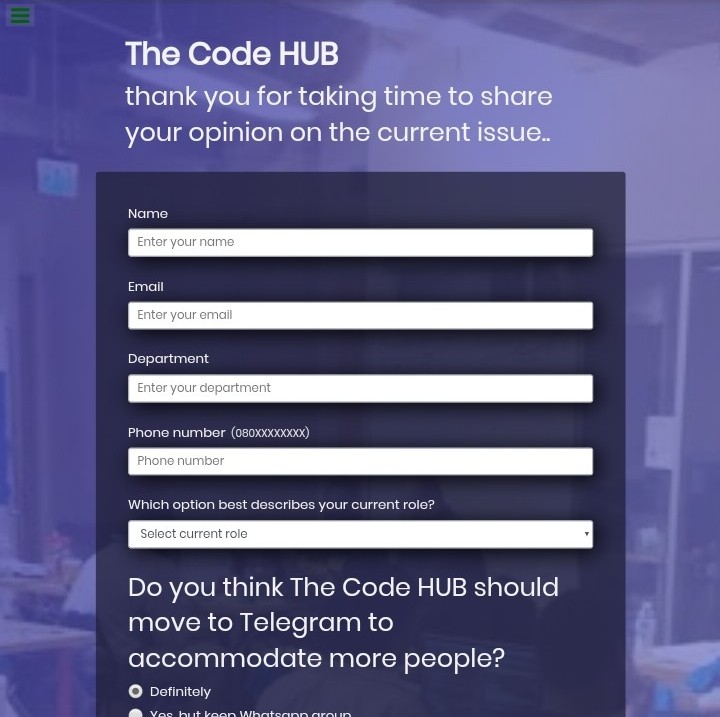 The Code HUB
thank you for taking time to share
your opinion on the current issue..
Name
Enter your name
Email
Enter your email
Department
Enter your department
Phone number (080XXXXXXXX)
Phone number
Which option best describes your current role?
Select current role
Do you think The Code HUB should
move to Telegram to
accommodate more people?
Definitely
Yes, but keep Whatsapp group